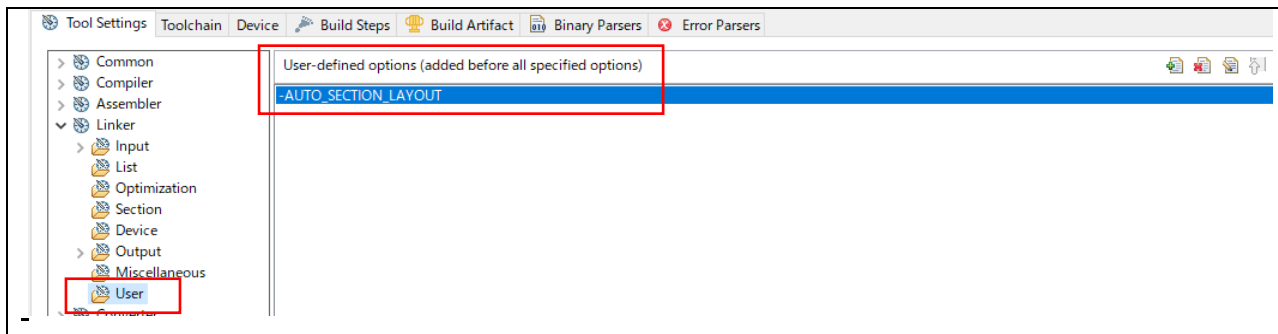 Tool Settings Toolchain Device Build Steps Build Artifact Binary Parsers Error Parsers
Common
Compiler
Assembler
Linker
Input
List
Optimization
Section
Device
Output
Miscellaneous
User
User-defined options (added before all specified options)
-AUTO_SECTION_LAYOUT